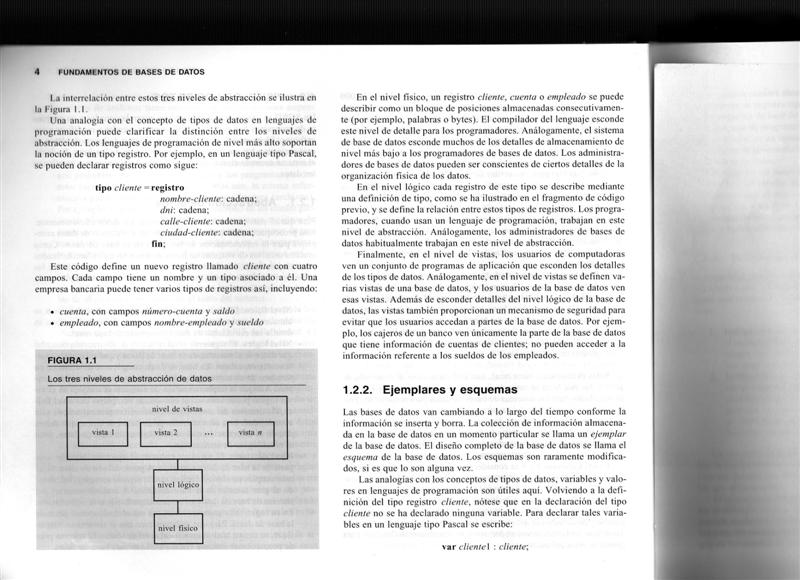 4 FUNDAMENTOS DE BASES DE DATOS
La interrelación entre estos tres niveles de abstracción se ilustra en
la Figura 1.1.
Una analogía con el concepto de tipos de datos en lenguajes de
programación puede clarificar la distinción entre los niveles de
abstracción. Los lenguajes de programación de nivel más alto soportan
la noción de un tipo registro. Por ejemplo, en un lenguaje tipo Pascal,
se pueden declarar registros como sigue:
tipo cliente = registro
nombre-cliente: cadena;
dni: cadena;
calle-cliente: cadena;
ciudad-cliente: cadena;
fin;
Este código define un nuevo registro llamado cliente con cuatro
campos. Cada campo tiene un nombre y un tipo asociado a él. Una
empresa bancaria puede tener varios tipos de registros así, incluyendo:
• cuenta, con campos número-cuenta y saldo
• empleado, con campos nombre-empleado y sueldo
FIGURA 1.1
Los tres niveles de abstracción de datos
nivel de vistas
vista 1 vista 2 ... vista n
nivel lógico
nivel físico
En el nivel físico, un registro cliente, cuenta o empleado se puede
describir como un bloque de posiciones almacenadas consecutivamen-
te (por ejemplo, palabras o bytes). El compilador del lenguaje esconde
este nivel de detalle para los programadores. Análogamente, el sistema
de base de datos esconde muchos de los detalles de almacenamiento de
nivel más bajo a los programadores de bases de datos. Los administra-
dores de bases de datos pueden ser conscientes de ciertos detalles de la
organización física de los datos.
En el nivel lógico cada registro de este tipo se describe mediante
una definición de tipo, como se ha ilustrado en el fragmento de código
previo, y se define la relación entre estos tipos de registros. Los progra-
madores, cuando usan un lenguaje de programación, trabajan en este
nivel de abstracción. Análogamente, los administradores de bases de
datos habitualmente trabajan en este nivel de abstracción.
Finalmente, en el nivel de vistas, los usuarios de computadoras
ven un conjunto de programas de aplicación que esconden los detalles
de los tipos de datos. Análogamente, en el nivel de vistas se definen va-
rias vistas de una base de datos, y los usuarios de la base de datos ven
esas vistas. Además de esconder detalles del nivel lógico de la base de
datos, las vistas también proporcionan un mecanismo de seguridad para
evitar que los usuarios accedan a partes de la base de datos. Por ejem-
plo, los cajeros de un banco ven únicamente la parte de la base de datos
que tiene información de cuentas de clientes; no pueden acceder a la
información referente a los sueldos de los empleados.
1.2.2. Ejemplares y esquemas
Las bases de datos van cambiando a lo largo del tiempo conforme la
información se inserta y borra. La colección de información almacena-
da en la base de datos en un momento particular se llama un ejemplar
de la base de datos. El diseño completo de la base de datos se llama el
esquema de la base de datos. Los esquemas son raramente modifica-
dos, si es que lo son alguna vez.
Las analogías con los conceptos de tipos de datos, variables y valo-
res en lenguajes de programación son útiles aquí. Volviendo a la defi-
nición del tipo registro cliente, nótese que en la declaración del tipo
cliente no se ha declarado ninguna variable. Para declarar tales varia-
bles en un lenguaje tipo Pascal se escribe:
var cliente1 : cliente;